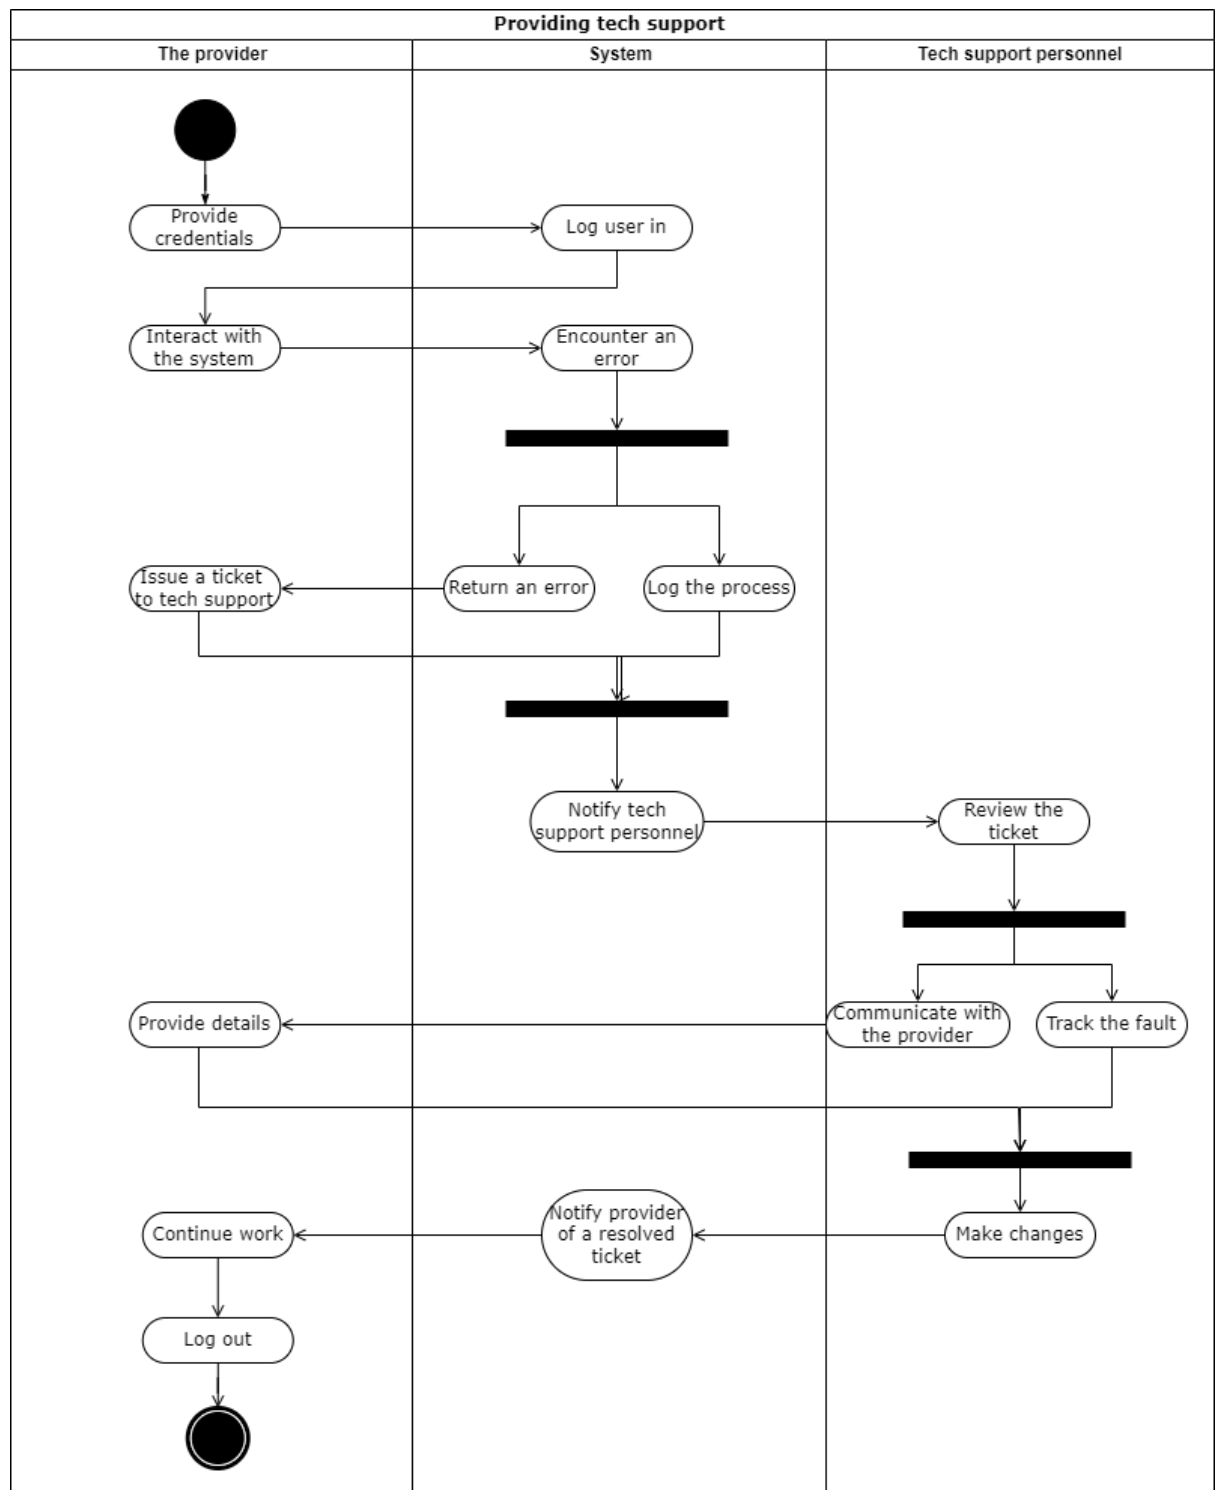 Providing tech support
The provider
System
Tech support personnel
Provide
credentials
Log user in
Interact with
the system
Encounter an
error
Issue a ticket
to tech support
Return an error
Log the process
Notify tech
support personnel
Review the
ticket
Provide details
Communicate with
the provider
Track the fault
Continue work
Notify provider
of a resolved
ticket
Make changes
Log out